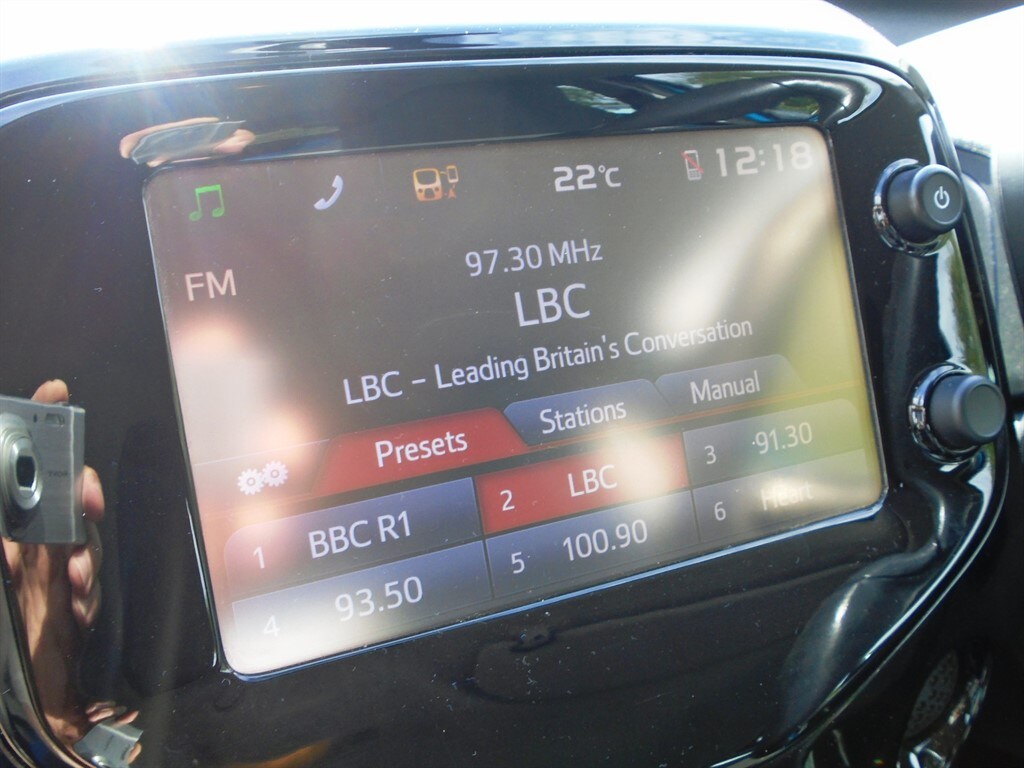 22°C 12:18
97.30 MHz
FM
LBC
LBC - Leading Britain's Conversation
Presets Stations Manual
1 BBC R1 2 LBC 3 91.30
4 93.50 5 100.90 6 Heart